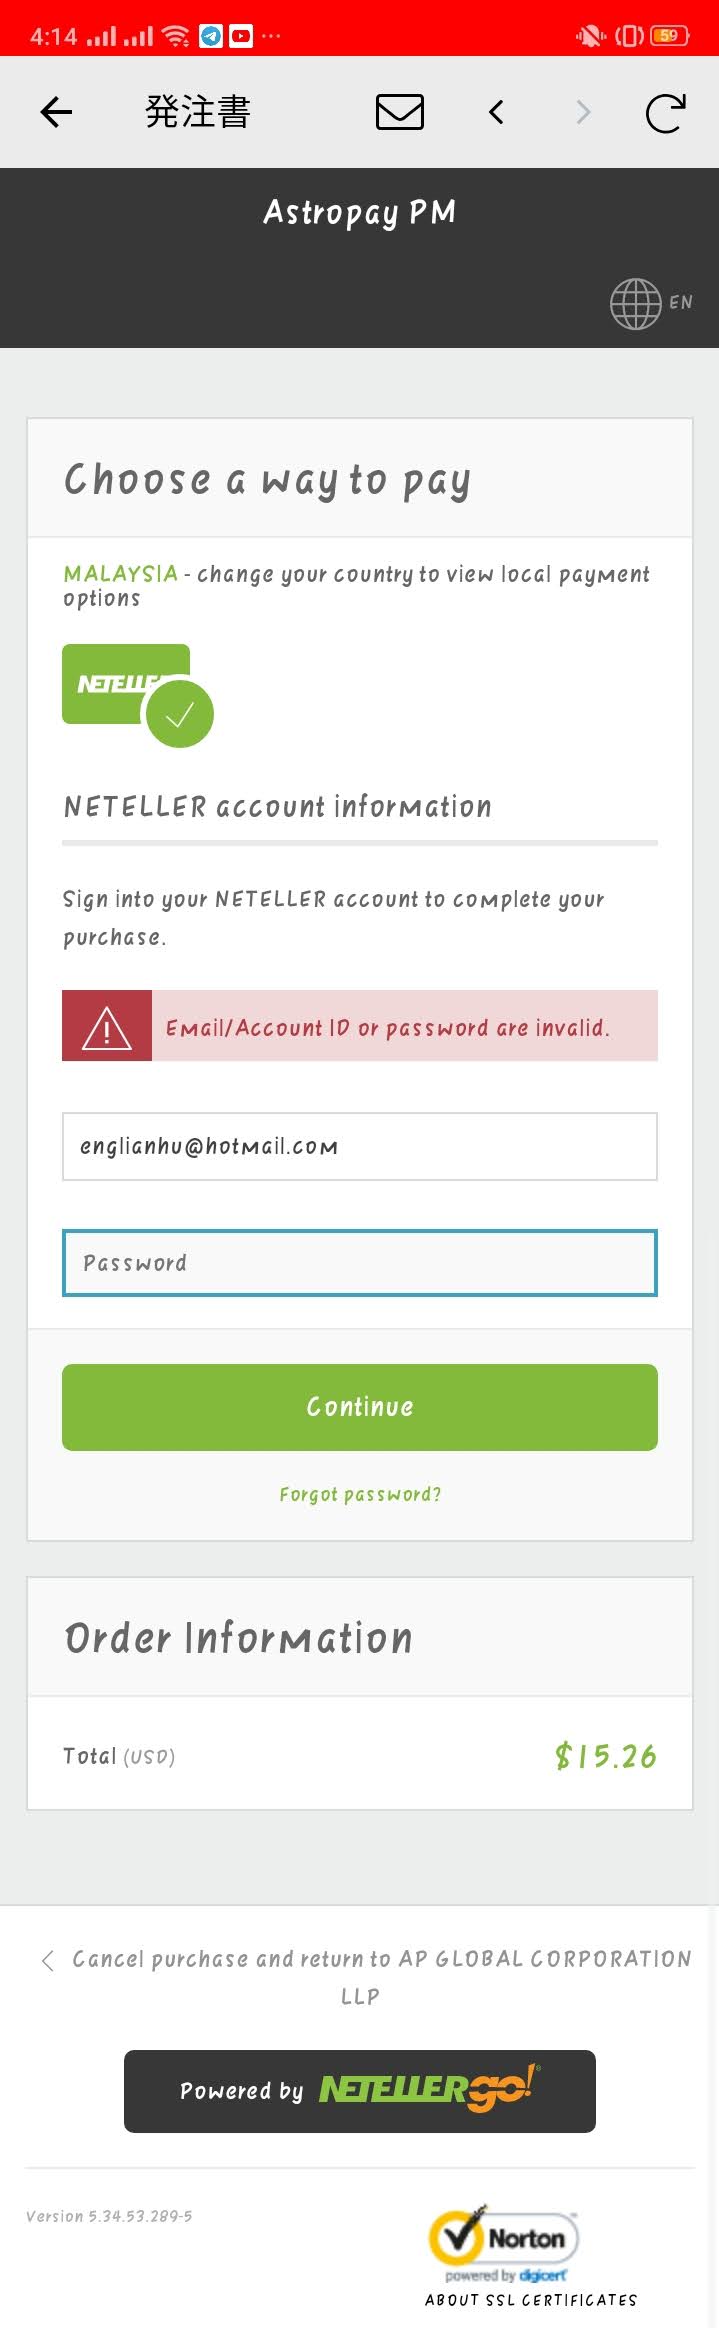 4:14
59
発注書
Astropay PM
EN
Choose a way to pay
MALAYSIA - change your country to view local payment
options
NETELLER
NETELLER account information
Sign into your NETELLER account to complete your
purchase.
Email/Account ID or password are invalid.
englianhu@hotmail.com
Password
Continue
Forgot password?
Order Information
Total (USD) $15.26
Cancel purchase and return to AP GLOBAL CORPORATION
LLP
Powered by NETELLER go!
Version 5.34.53.289-5
Norton
powered by digicert
ABOUT SSL CERTIFICATES